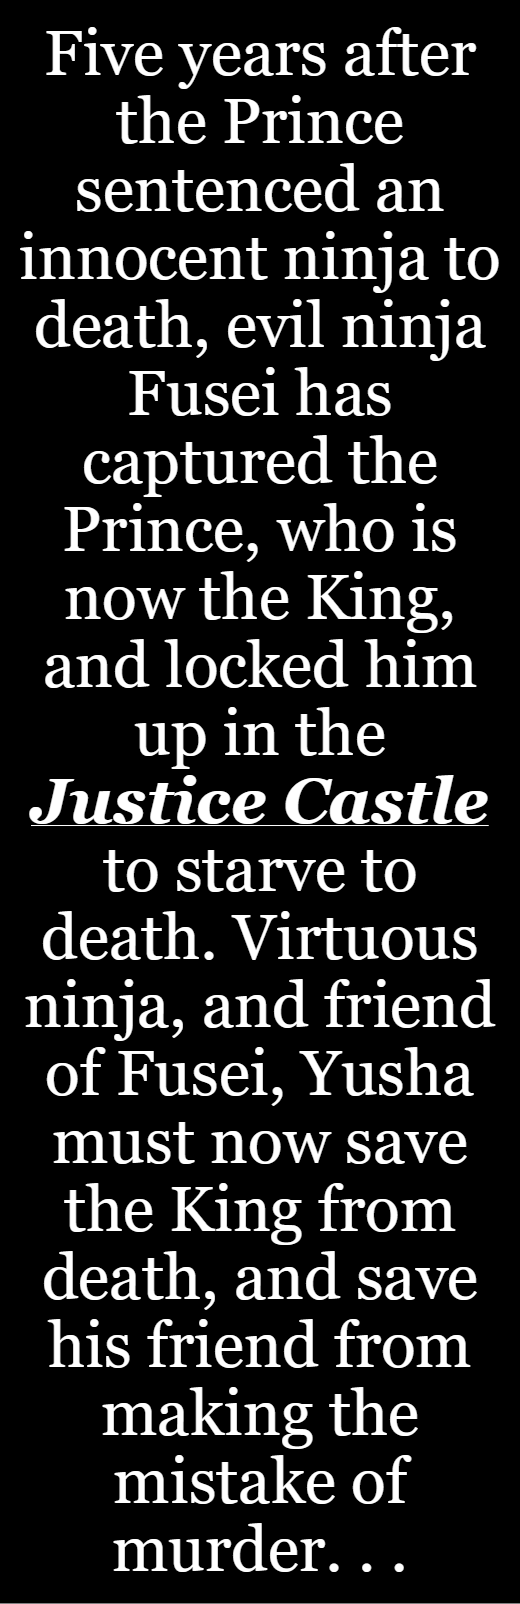 Five years after
the Prince
sentenced an
innocent ninja to
death, evil ninja
Fusei has
captured the
Prince, who is
now the King,
and locked him
up in the
Justice Castle
to starve to
death. Virtuous
ninja, and friend
of Fusei, Yusha
must now save
the King from
death, and save
his friend from
making the
mistake of
murder. . .